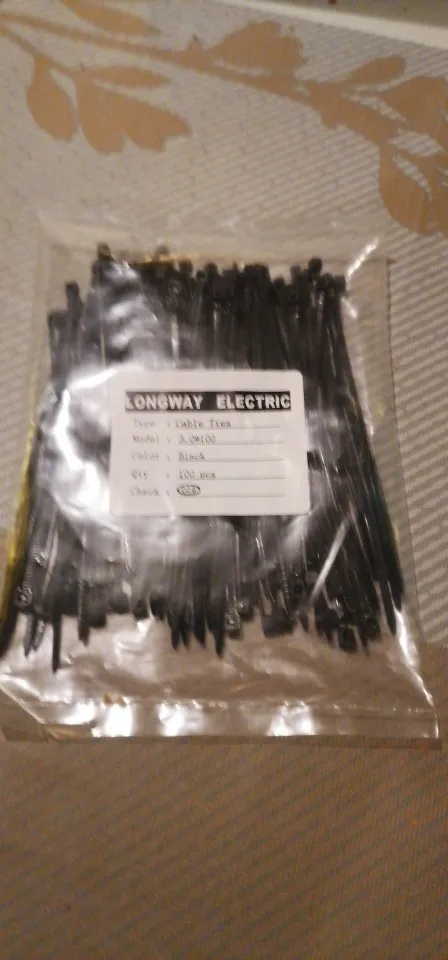 LONGWAY ELECTRIC
Type : Cable Ties
Model : 3.0*100
Color : Black
Qty : 100 pcs
Check :